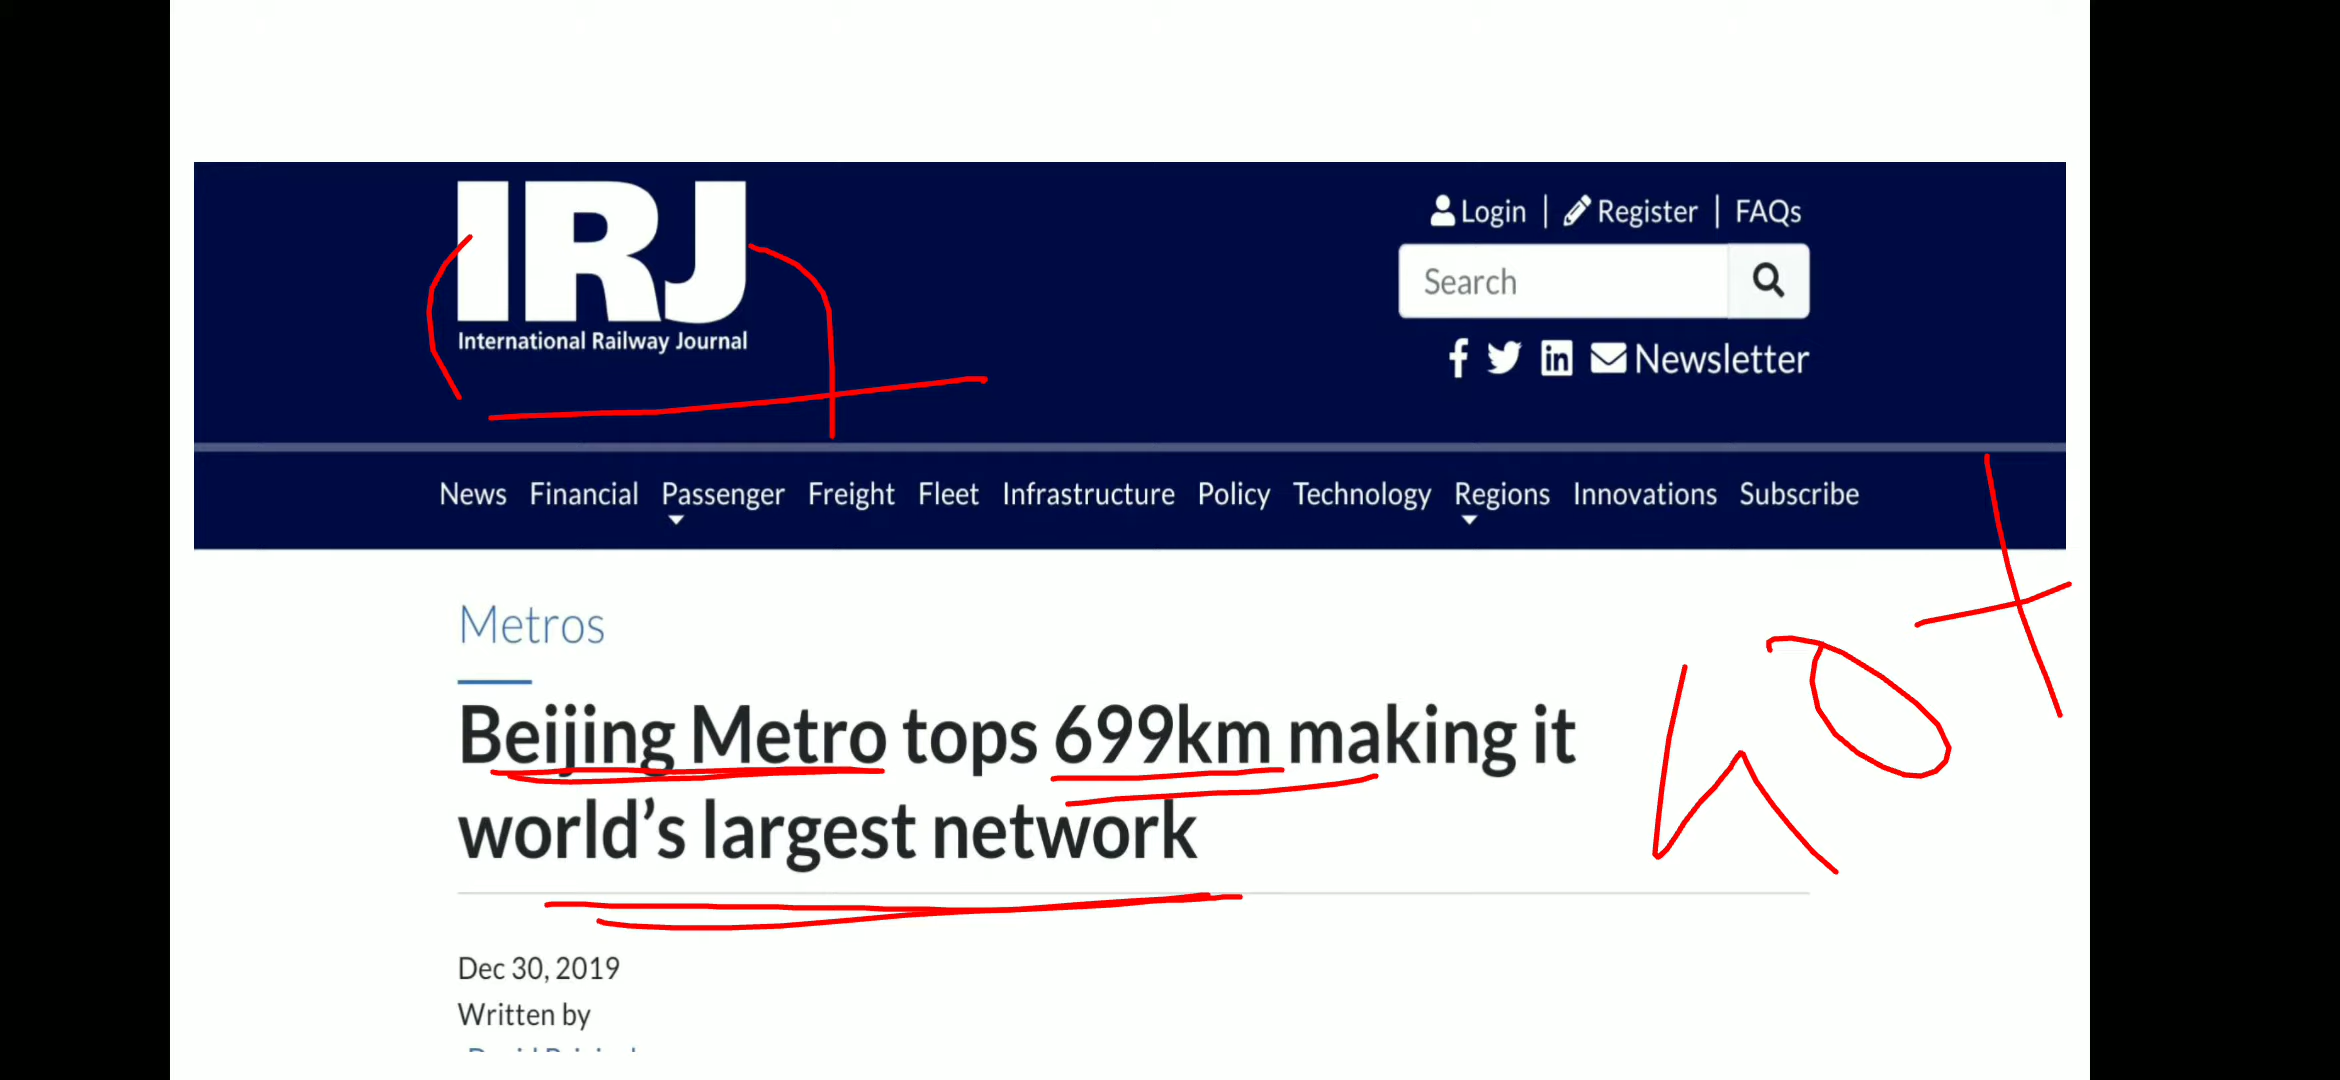 IRJ
International Railway Journal
Login | Register | FAQs
Search
Newsletter
News Financial Passenger Freight Fleet Infrastructure Policy Technology Regions Innovations Subscribe
Metros
Beijing Metro tops 699km making it
world’s largest network
Dec 30, 2019
Written by